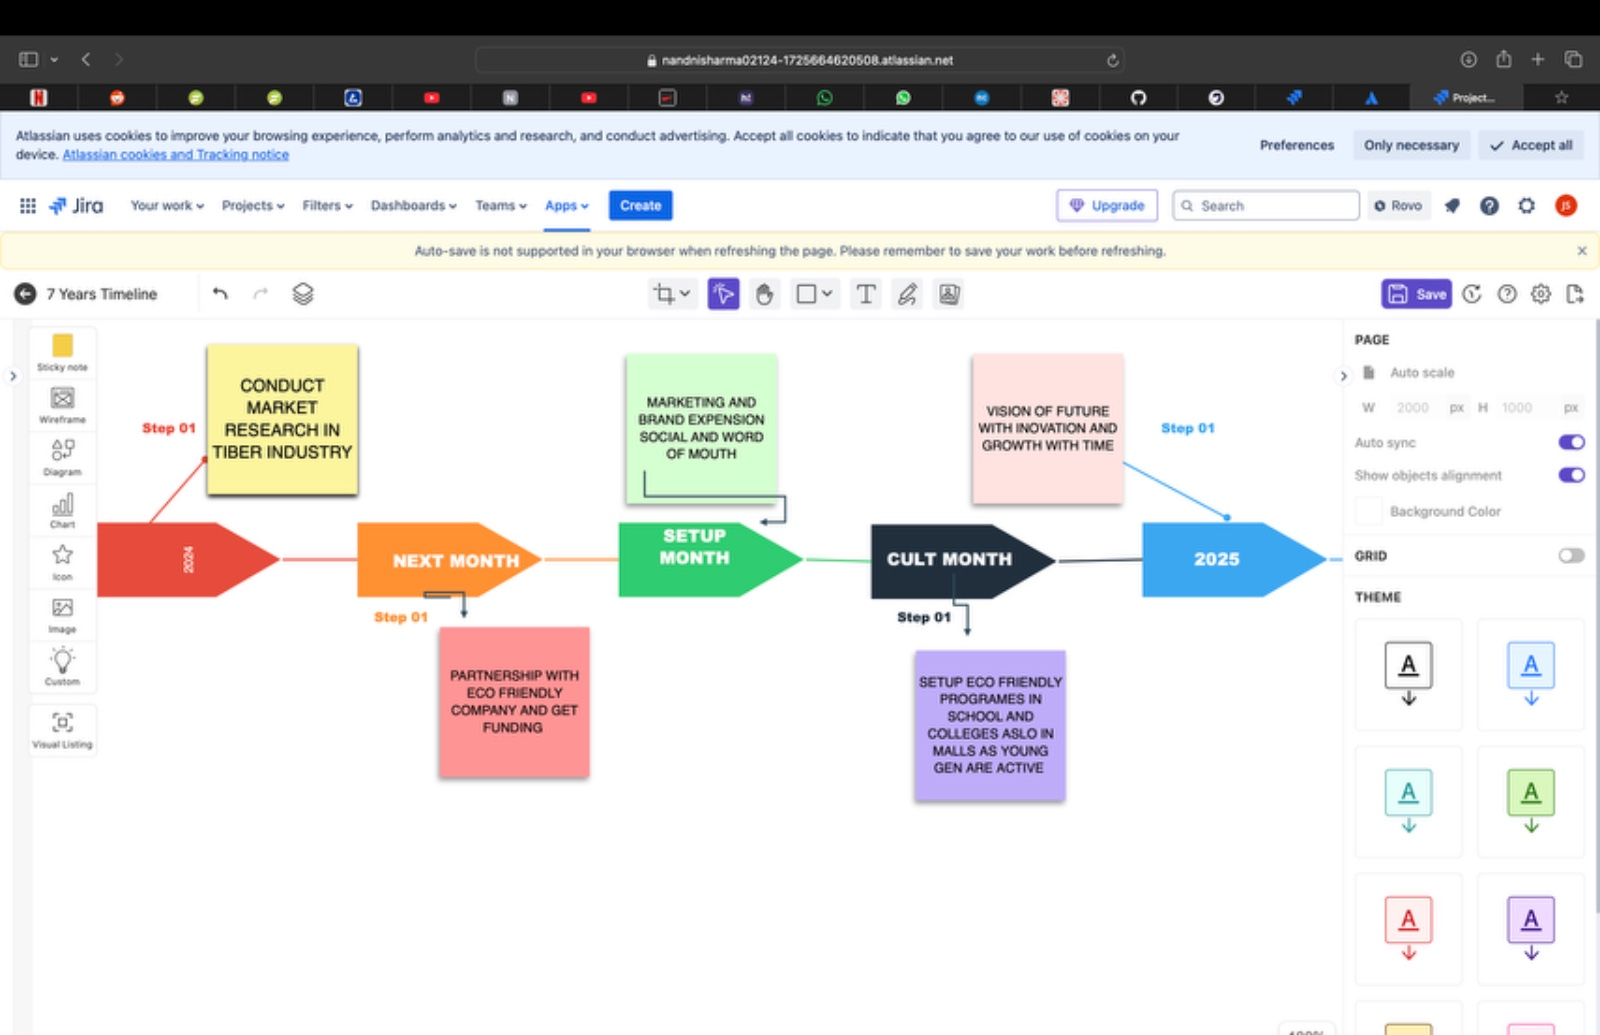 nandnisharma02124-1725664620508.atlassian.net
Project...
Atlassian uses cookies to improve your browsing experience, perform analytics and research, and conduct advertising. Accept all cookies to indicate that you agree to our use of cookies on your
device. Atlassian cookies and Tracking notice
Preferences
Only necessary
Accept all
Jira
Your work
Projects
Filters
Dashboards
Teams
Apps
Create
Upgrade
Search
Rovo
JS
Auto-save is not supported in your browser when refreshing the page. Please remember to save your work before refreshing.
7 Years Timeline
Save
Sticky note
Wireframe
Diagram
Chart
Icon
Image
Custom
Visual Listing
Step 01
CONDUCT
MARKET
RESEARCH IN
TIBER INDUSTRY
MARKETING AND
BRAND EXPENSION
SOCIAL AND WORD
OF MOUTH
VISION OF FUTURE
WITH INOVATION AND
GROWTH WITH TIME
Step 01
2024
NEXT MONTH
SETUP
MONTH
CULT MONTH
2025
Step 01
PARTNERSHIP WITH
ECO FRIENDLY
COMPANY AND GET
FUNDING
Step 01
SETUP ECO FRIENDLY
PROGRAMES IN
SCHOOL AND
COLLEGES ASLO IN
MALLS AS YOUNG
GEN ARE ACTIVE
PAGE
Auto scale
W 2000 px H 1000 px
Auto sync
Show objects alignment
Background Color
GRID
THEME
A
A
A
A
A
A